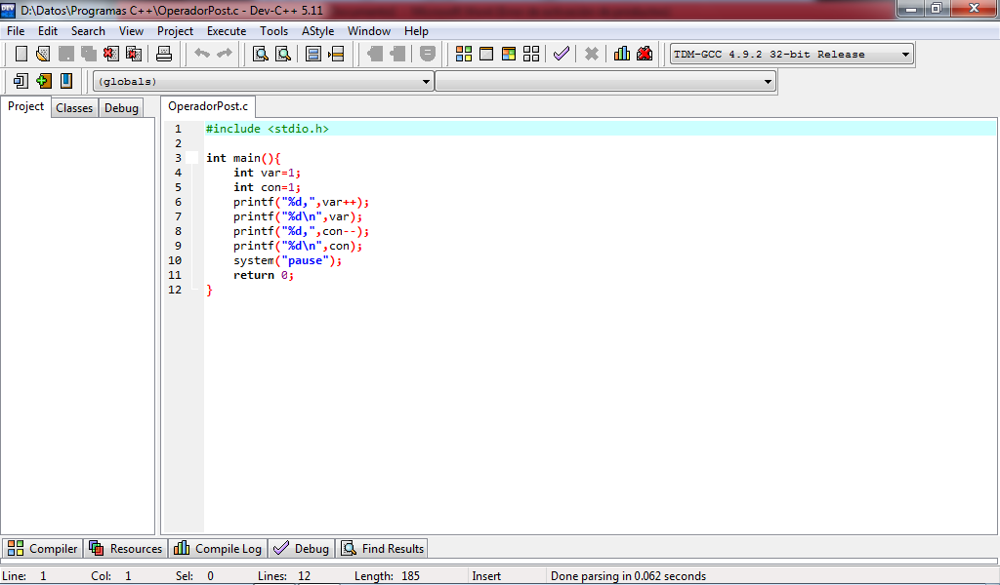 D:\Datos\Programas C++\OperadorPost.c - Dev-C++ 5.11
File Edit Search View Project Execute Tools AStyle Window Help
TDM-GCC 4.9.2 32-bit Release
(globals)
Project Classes Debug OperadorPost.c
1 #include <stdio.h>
2
3 int main(){
4 int var=1;
5 int con=1;
6 printf("%d,",var++);
7 printf("%d\n",var);
8 printf("%d,",con--);
9 printf("%d\n",con);
10 system("pause");
11 return 0;
12 }
Compiler Resources Compile Log Debug Find Results
Line: 1 Col: 1 Sel: 0 Lines: 12 Length: 185 Insert Done parsing in 0.062 seconds